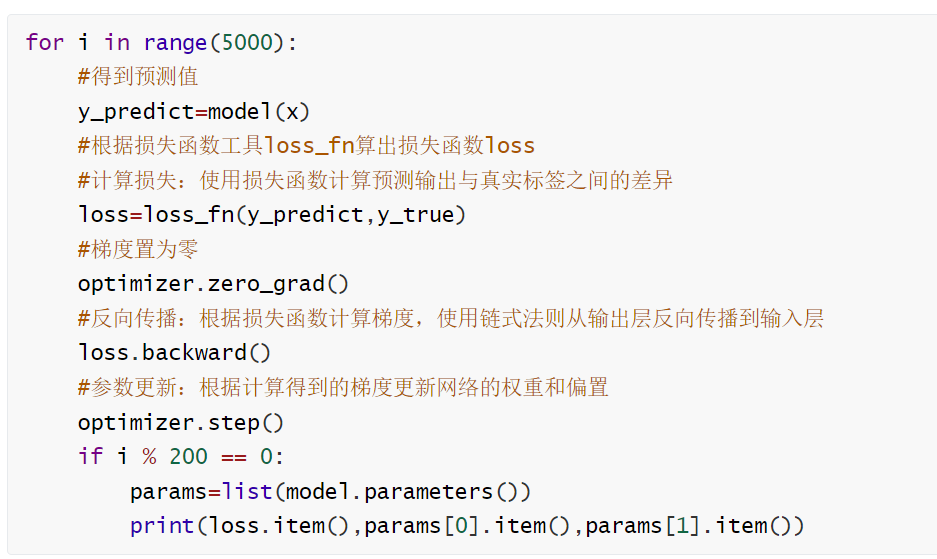 for i in range(5000):
    #得到预测值
    y_predict=model(x)
    #根据损失函数工具loss_fn算出损失函数loss
    #计算损失：使用损失函数计算预测输出与真实标签之间的差异
    loss=loss_fn(y_predict,y_true)
    #梯度置为零
    optimizer.zero_grad()
    #反向传播：根据损失函数计算梯度，使用链式法则从输出层反向传播到输入层
    loss.backward()
    #参数更新：根据计算得到的梯度更新网络的权重和偏置
    optimizer.step()
    if i % 200 == 0:
        params=list(model.parameters())
        print(loss.item(),params[0].item(),params[1].item())